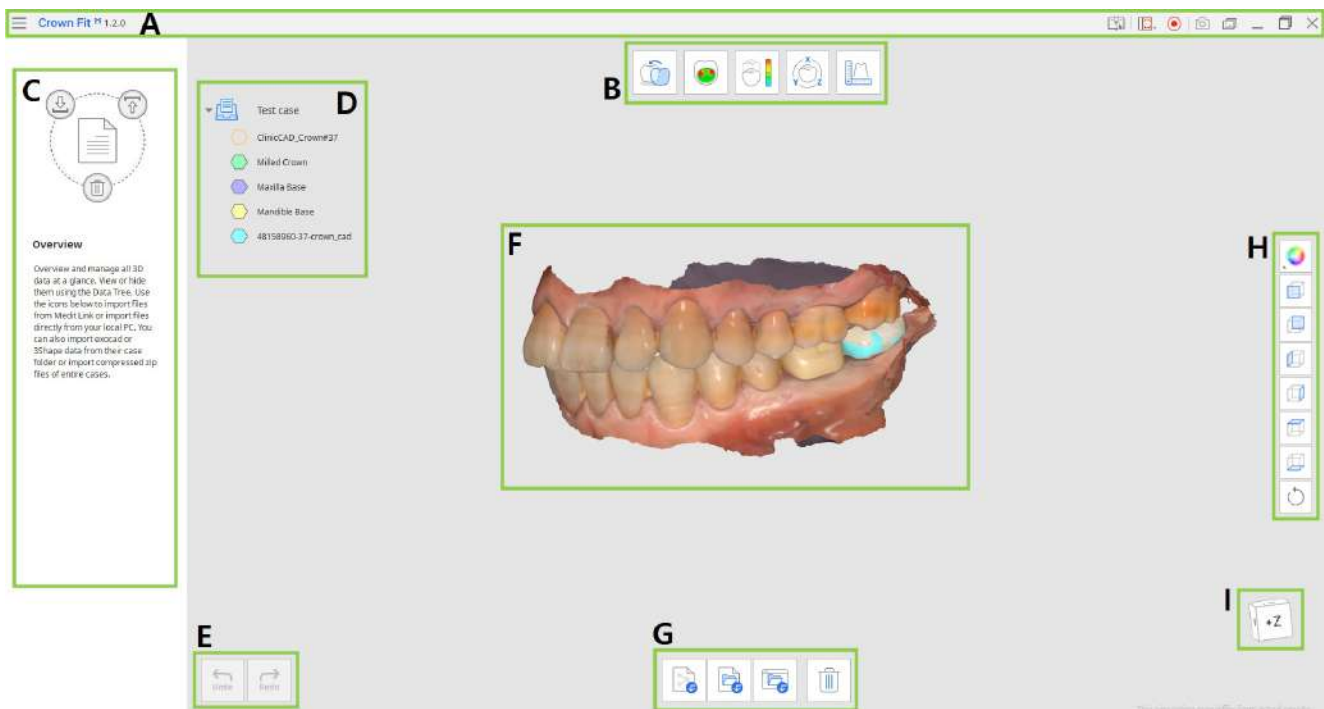 Crown Fit M 1.2.0
A
B
C
D
Test case
ClinicCAD_Crown#37
Milled Crown
Maxilla Base
Mandible Base
48158960-37-crown_cad
Overview
Overview and manage all 3D
data at a glance. View or hide
them using the Data Tree. Use
the icons below to import files
from Medit Link or import files
directly from your local PC. You
can also import exocad or
3Shape data from their case
folder or import compressed zip
files of entire cases.
X
Y
Z
F
H
E
Undo
Redo
G
I
+Z